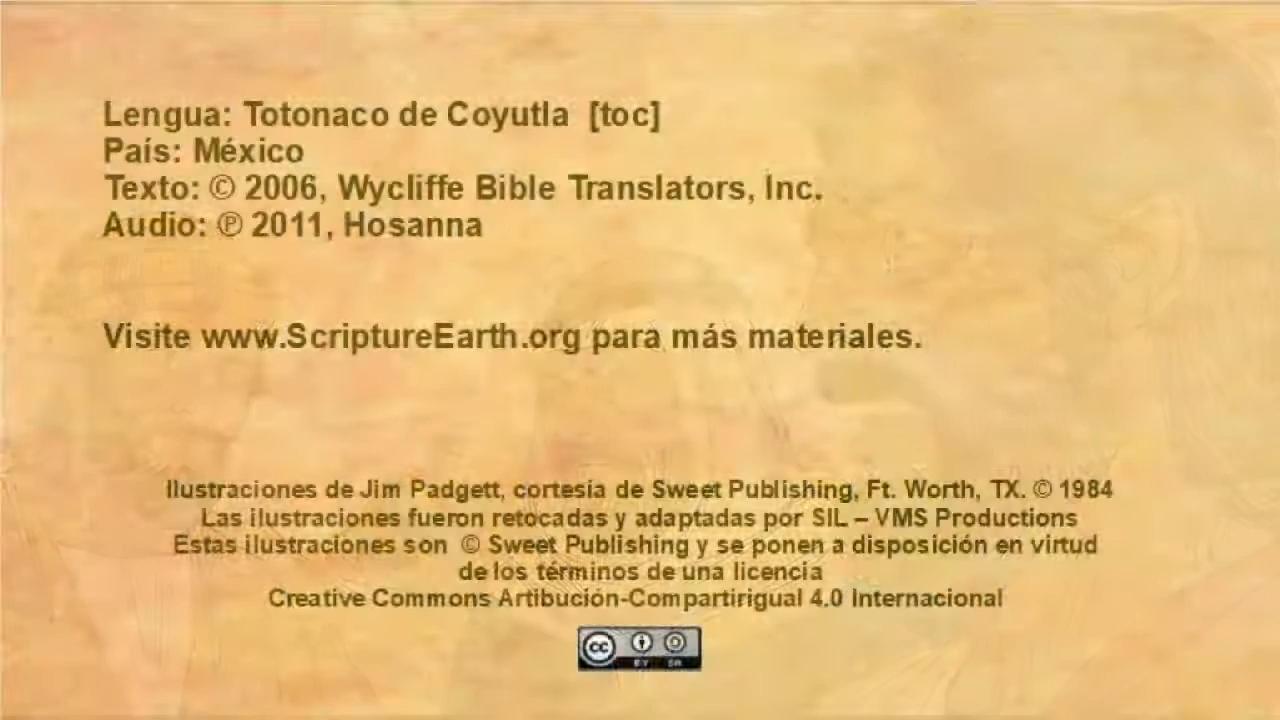 Lengua: Totonaco de Coyutla [toc]
País: México
Texto: © 2006, Wycliffe Bible Translators, Inc.
Audio: ℗ 2011, Hosanna
Visite www.ScriptureEarth.org para más materiales.
Ilustraciones de Jim Padgett, cortesía de Sweet Publishing, Ft. Worth, TX. © 1984
Las ilustraciones fueron retocadas y adaptadas por SIL – VMS Productions
Estas ilustraciones son © Sweet Publishing y se ponen a disposición en virtud
de los términos de una licencia
Creative Commons Artibución-Compartirigual 4.0 Internacional
cc BY SA